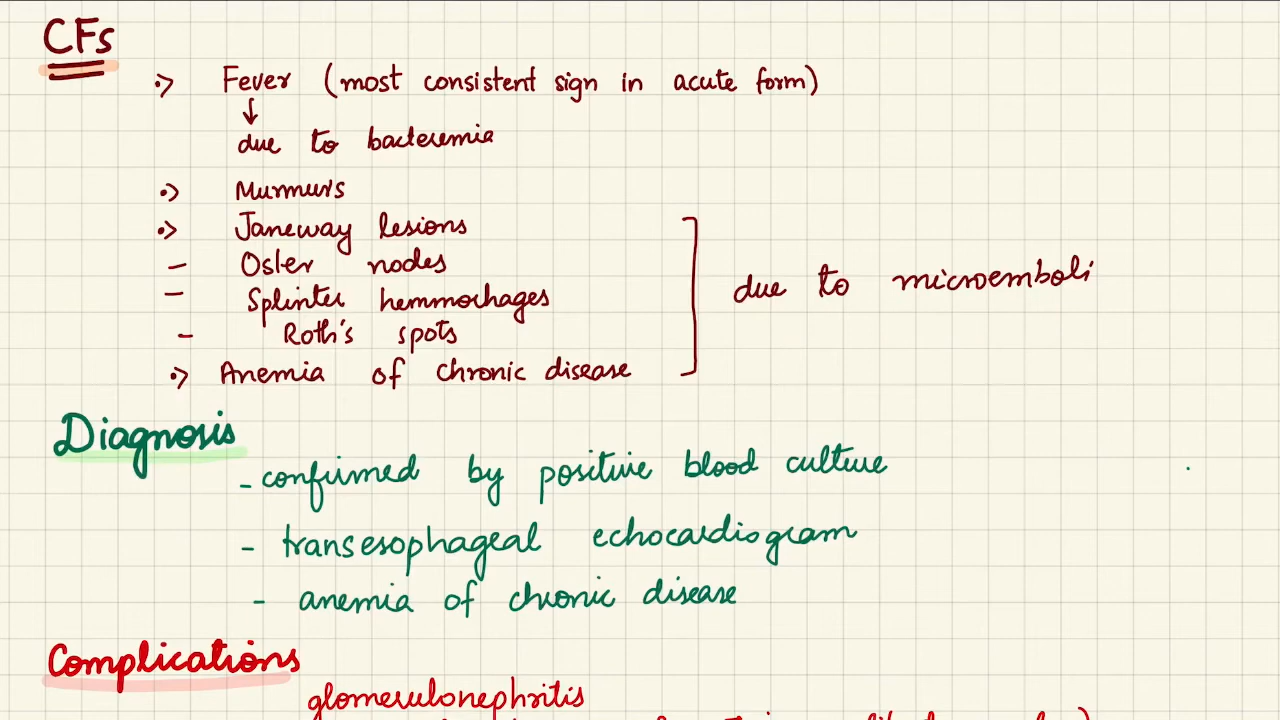 CFs
Fever (most consistent sign in acute form)
due to bacteremia
Murmurs
Janeway lesions
- Osler nodes
- Splinter hemmorhages
- Roth's spots
Anemia of chronic disease
due to microemboli
Diagnosis
- confirmed by positive blood culture
- transesophageal echocardiogram
- anemia of chronic disease
Complications
glomerulonephritis